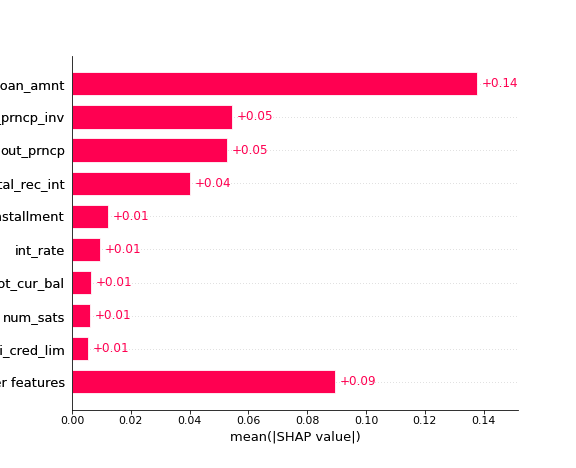 oan_amnt +0.14
_prncp_inv +0.05
out_prncp +0.05
tal_rec_int +0.04
nstallment +0.01
int_rate +0.01
ot_cur_bal +0.01
num_sats +0.01
i_cred_lim +0.01
er features +0.09
0.00 0.02 0.04 0.06 0.08 0.10 0.12 0.14
mean(|SHAP value|)